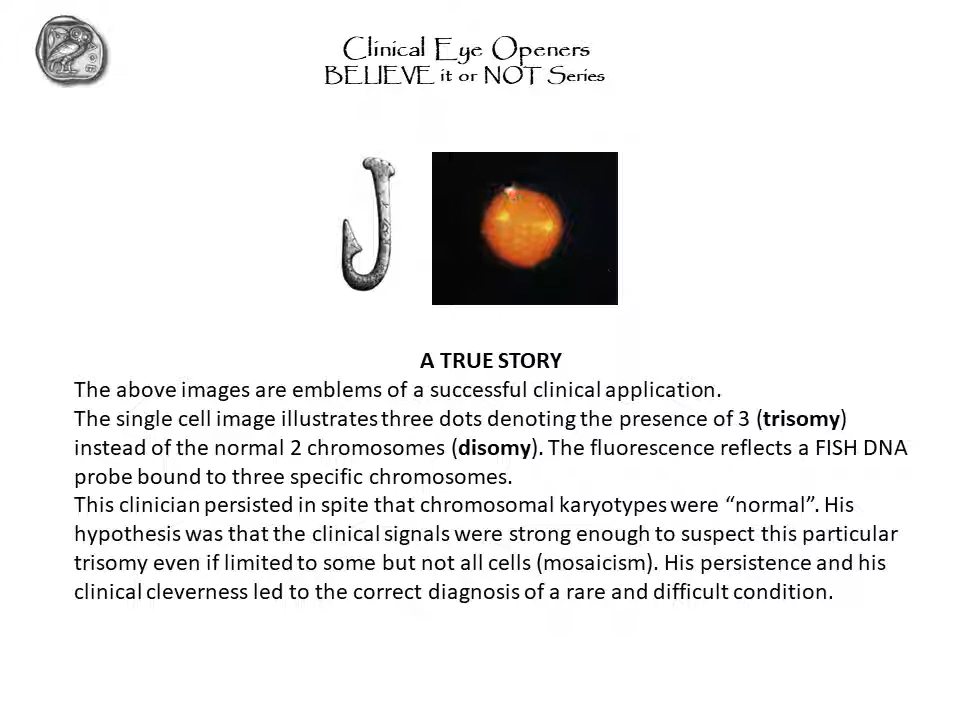 Clinical Eye Openers
BELIEVE it or NOT Series
A TRUE STORY
The above images are emblems of a successful clinical application.
The single cell image illustrates three dots denoting the presence of 3 (trisomy)
instead of the normal 2 chromosomes (disomy). The fluorescence reflects a FISH DNA
probe bound to three specific chromosomes.
This clinician persisted in spite that chromosomal karyotypes were “normal”. His
hypothesis was that the clinical signals were strong enough to suspect this particular
trisomy even if limited to some but not all cells (mosaicism). His persistence and his
clinical cleverness led to the correct diagnosis of a rare and difficult condition.